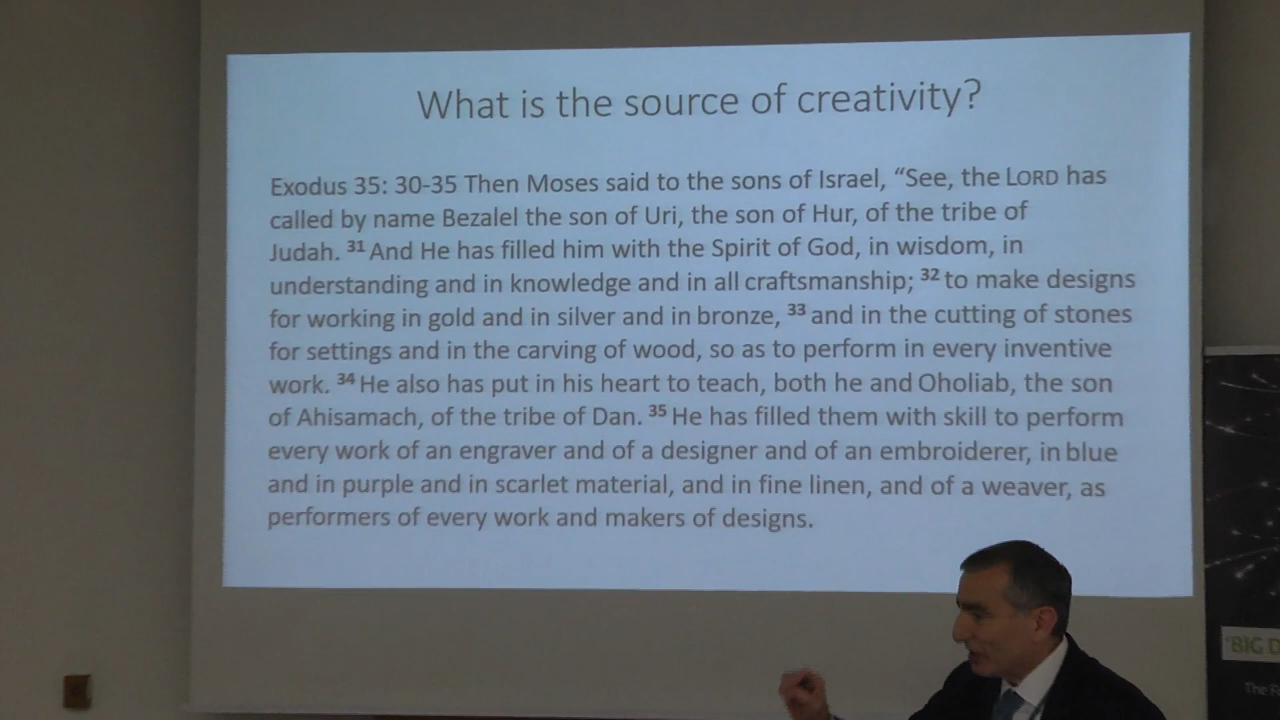 What is the source of creativity?
Exodus 35: 30-35 Then Moses said to the sons of Israel, “See, the LORD has
called by name Bezalel the son of Uri, the son of Hur, of the tribe of
Judah. 31 And He has filled him with the Spirit of God, in wisdom, in
understanding and in knowledge and in all craftsmanship; 32 to make designs
for working in gold and in silver and in bronze, 33 and in the cutting of stones
for settings and in the carving of wood, so as to perform in every inventive
work. 34 He also has put in his heart to teach, both he and Oholiab, the son
of Ahisamach, of the tribe of Dan. 35 He has filled them with skill to perform
every work of an engraver and of a designer and of an embroiderer, in blue
and in purple and in scarlet material, and in fine linen, and of a weaver, as
performers of every work and makers of designs.
"BIG
The